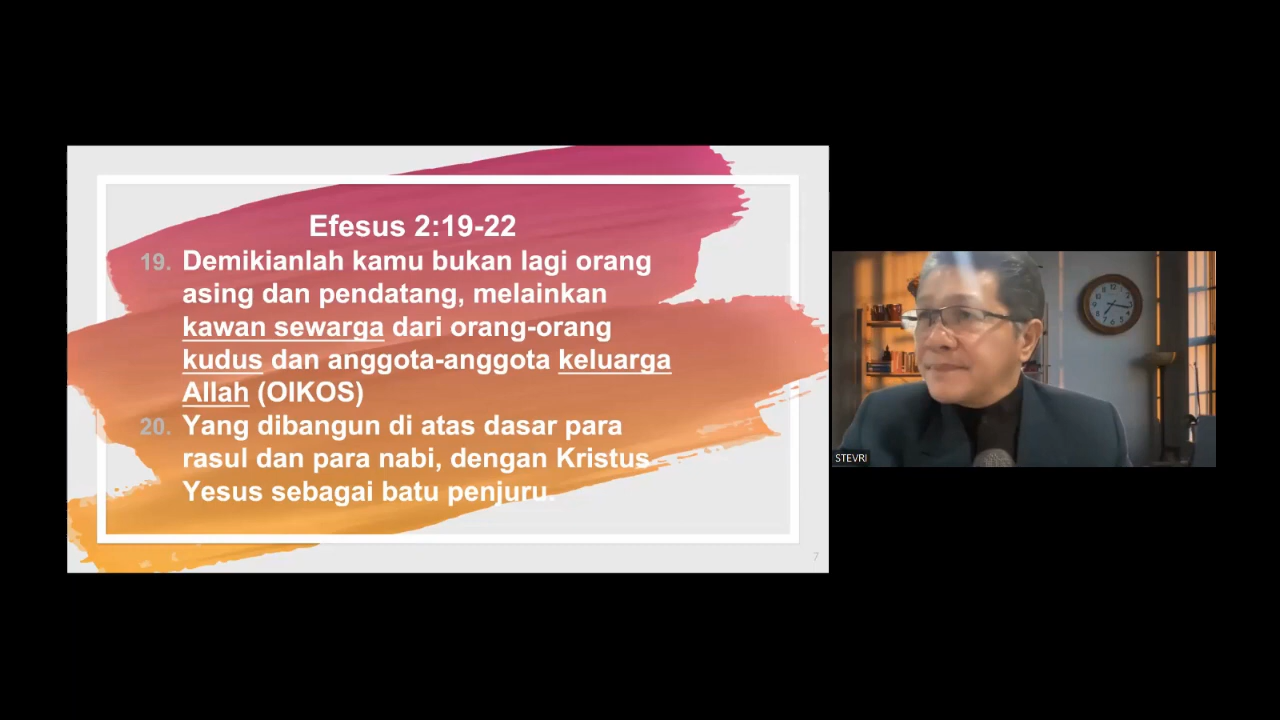 Efesus 2:19-22
19. Demikianlah kamu bukan lagi orang
asing dan pendatang, melainkan
kawan sewarga dari orang-orang
kudus dan anggota-anggota keluarga
Allah (OIKOS)
20. Yang dibangun di atas dasar para
rasul dan para nabi, dengan Kristus
Yesus sebagai batu penjuru.
7
STEVRI